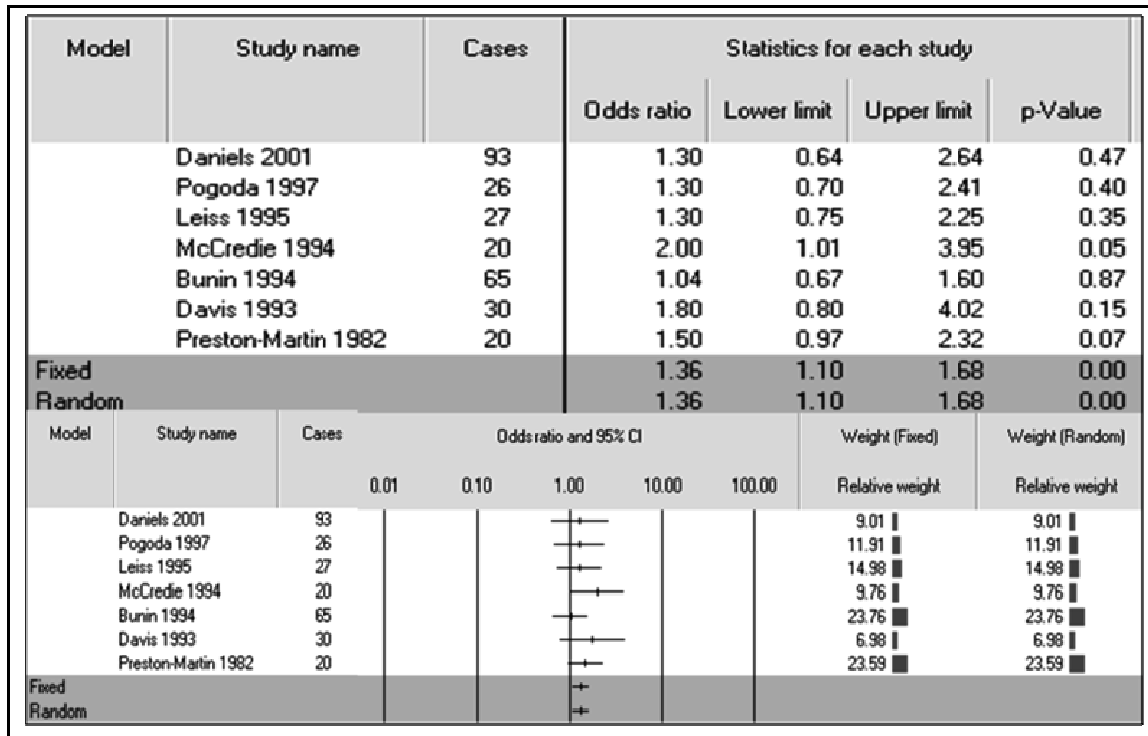 Model Study name Cases Statistics for each study
Odds ratio Lower limit Upper limit p-Value
Daniels 2001 93 1.30 0.64 2.64 0.47
Pogoda 1997 26 1.30 0.70 2.41 0.40
Leiss 1995 27 1.30 0.75 2.25 0.35
McCredie 1994 20 2.00 1.01 3.95 0.05
Bunin 1994 65 1.04 0.67 1.60 0.87
Davis 1993 30 1.80 0.80 4.02 0.15
Preston-Martin 1982 20 1.50 0.97 2.32 0.07
Fixed 1.36 1.10 1.68 0.00
Random 1.36 1.10 1.68 0.00
Model Study name Cases Odds ratio and 95% CI Weight (Fixed) Weight (Random)
0.01 0.10 1.00 10.00 100.00 Relative weight Relative weight
Daniels 2001 93 9.01 9.01
Pogoda 1997 26 11.91 11.91
Leiss 1995 27 14.98 14.98
McCredie 1994 20 9.76 9.76
Bunin 1994 65 23.76 23.76
Davis 1993 30 6.98 6.98
Preston-Martin 1982 20 23.59 23.59
Fixed
Random